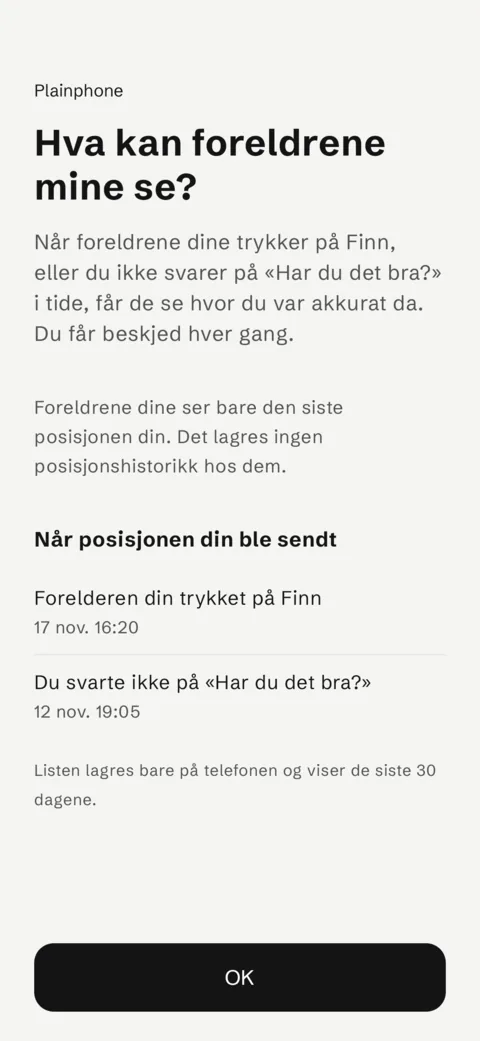 Plainphone
Hva kan foreldrene
mine se?
Når foreldrene dine trykker på Finn,
eller du ikke svarer på «Har du det bra?»
i tide, får de se hvor du var akkurat da.
Du får beskjed hver gang.
Foreldrene dine ser bare den siste
posisjonen din. Det lagres ingen
posisjonshistorikk hos dem.
Når posisjonen din ble sendt
Forelderen din trykket på Finn
17 nov. 16:20
Du svarte ikke på «Har du det bra?»
12 nov. 19:05
Listen lagres bare på telefonen og viser de siste 30
dagene.
OK